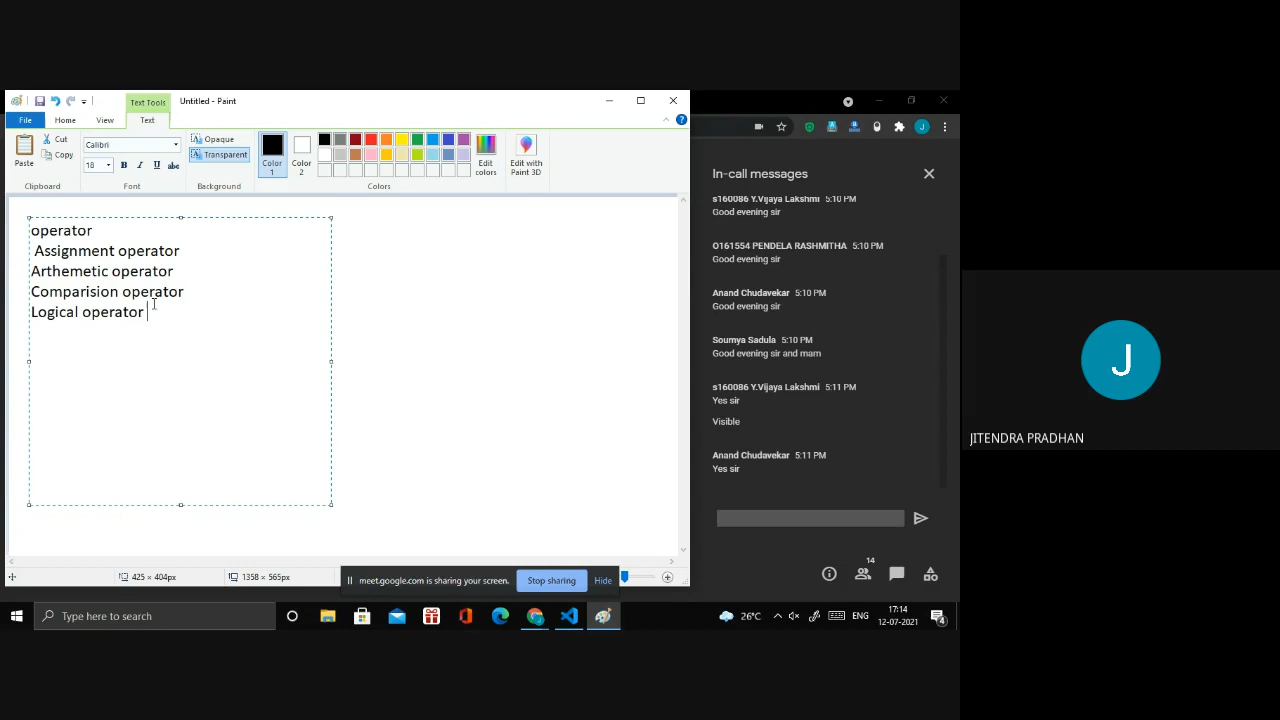 Text Tools
Untitled - Paint
File
Home
View
Text
Paste
Cut
Copy
Calibri
18
B
I
U
abc
Opaque
Transparent
Color
1
Color
2
Edit
colors
Edit with
Paint 3D
Clipboard
Font
Background
Colors
operator
Assignment operator
Arthemetic operator
Comparision operator
Logical operator
425 × 404px
1358 × 565px
meet.google.com is sharing your screen.
Stop sharing
Hide
J
In-call messages
s160086 Y.Vijaya Lakshmi 5:10 PM
Good evening sir
O161554 PENDELA RASHMITHA 5:10 PM
Good evening sir
Anand Chudavekar 5:10 PM
Good evening sir
Soumya Sadula 5:10 PM
Good evening sir and mam
s160086 Y.Vijaya Lakshmi 5:11 PM
Yes sir
Visible
Anand Chudavekar 5:11 PM
Yes sir
14
J
JITENDRA PRADHAN
Type here to search
26°C
ENG
17:14
12-07-2021
4